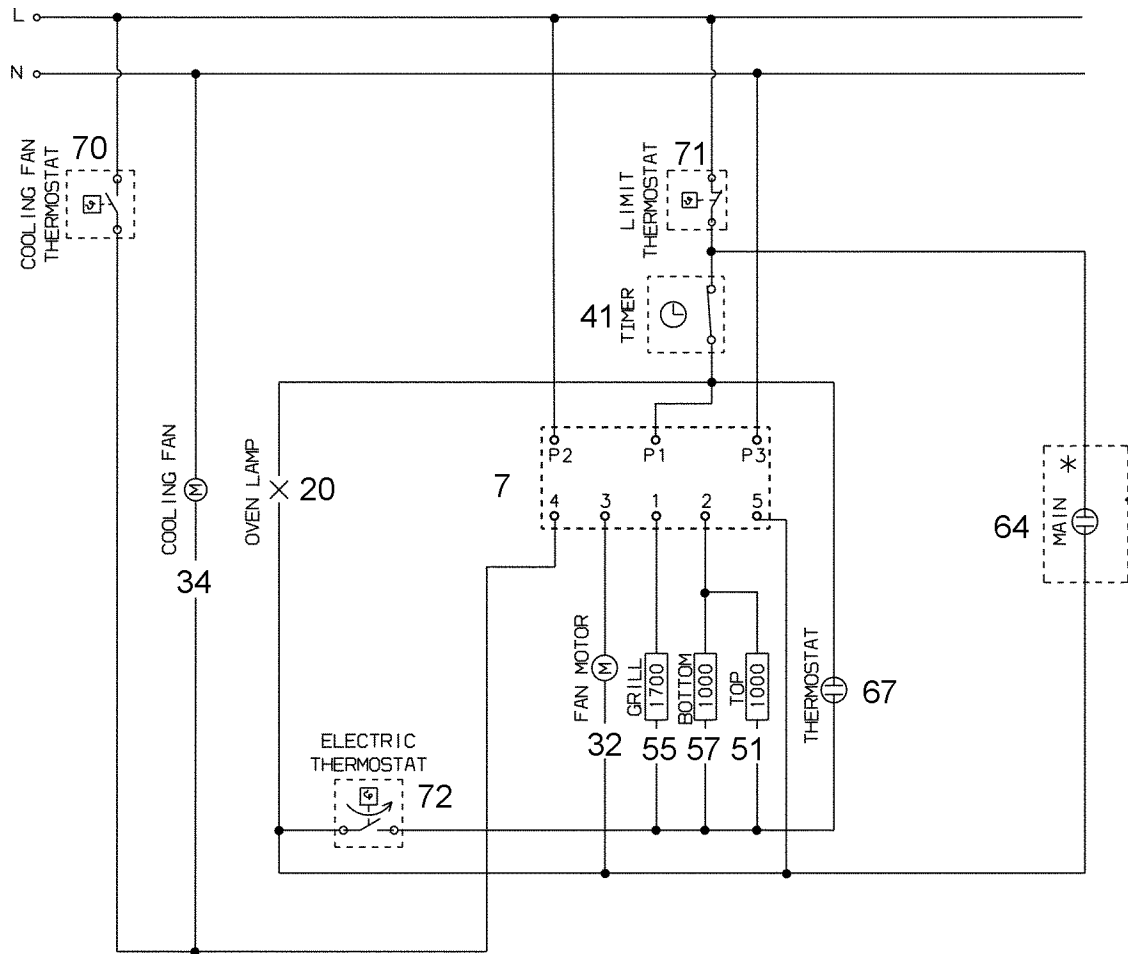 L
N
70
COOLING FAN
THERMOSTAT
71
LIMIT
THERMOSTAT
41
TIMER
P2 P1 P3
7
4 3 1 2 5
COOLING FAN
M
34
OVEN LAMP
20
64
MAIN
*
FAN MOTOR
M
32
GRILL
1700
55
BOTTOM
1000
57
TOP
1000
51
THERMOSTAT
67
ELECTRIC
THERMOSTAT
72